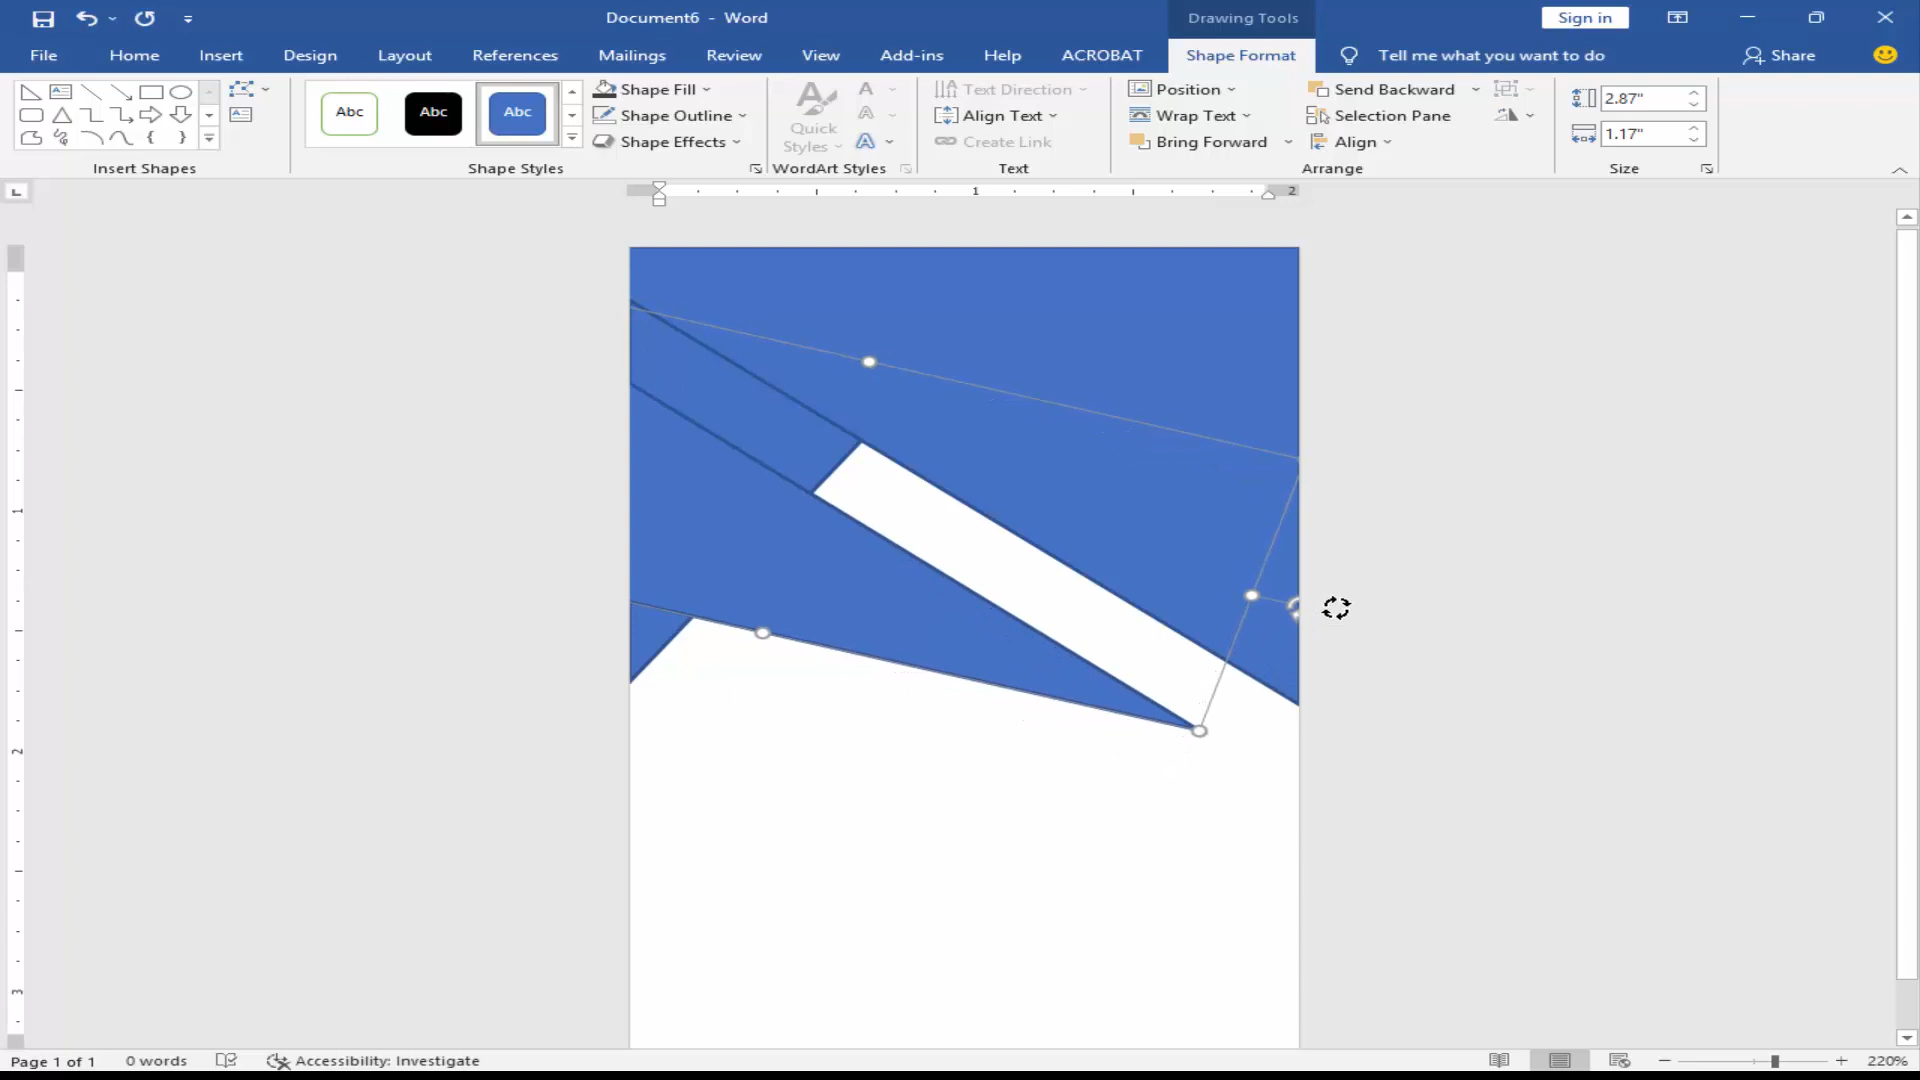 Document6 - Word
Drawing Tools
Sign in
File
Home
Insert
Design
Layout
References
Mailings
Review
View
Add-ins
Help
ACROBAT
Shape Format
Tell me what you want to do
Share
Abc
Abc
Abc
Shape Fill
Shape Outline
Shape Effects
Quick
Styles
Text Direction
Align Text
Create Link
Position
Wrap Text
Bring Forward
Send Backward
Selection Pane
Align
2.87"
1.17"
Insert Shapes
Shape Styles
WordArt Styles
Text
Arrange
Size
1
2
1
2
3
Page 1 of 1
0 words
Accessibility: Investigate
220%